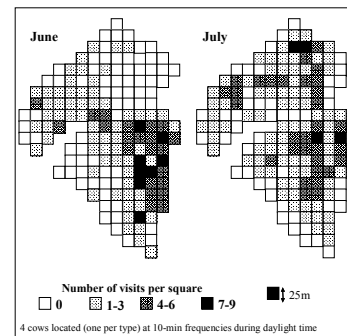 June July
Number of visits per square
0 1-3 4-6 7-9 25m
4 cows located (one per type) at 10-min frequencies during daylight time